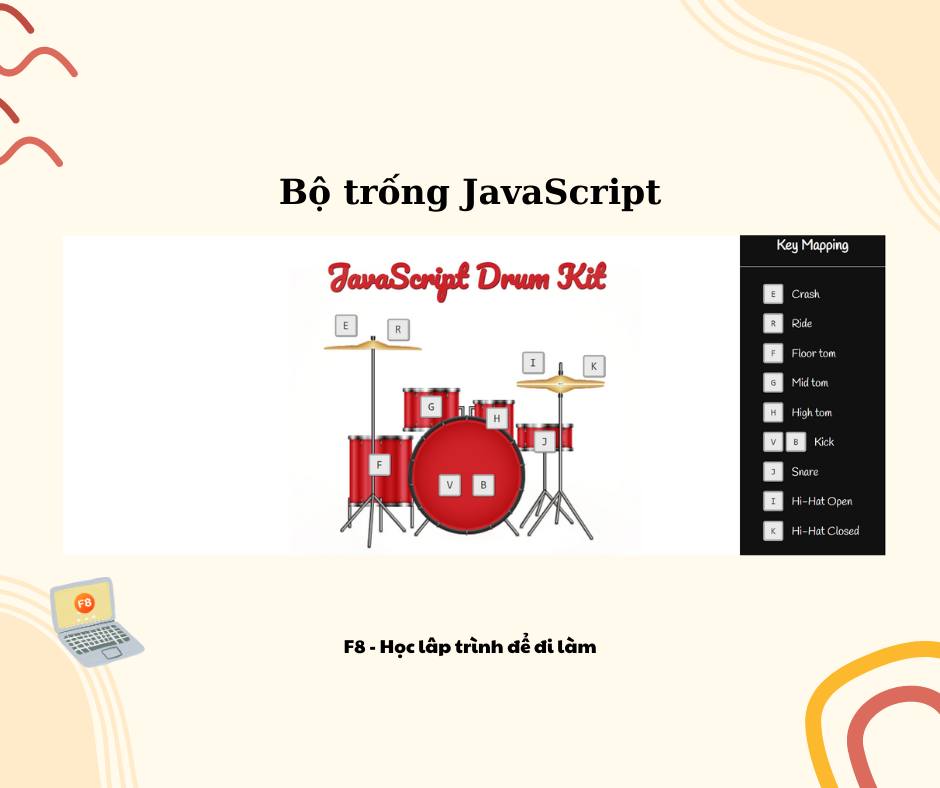 Bộ trống JavaScript
JavaScript Drum Kit
E R
I K
G
H
J
F
V B
Key Mapping
E Crash
R Ride
F Floor tom
G Mid tom
H High tom
V B Kick
J Snare
I Hi-Hat Open
K Hi-Hat Closed
F8
F8 - Học lâp trình để đi làm